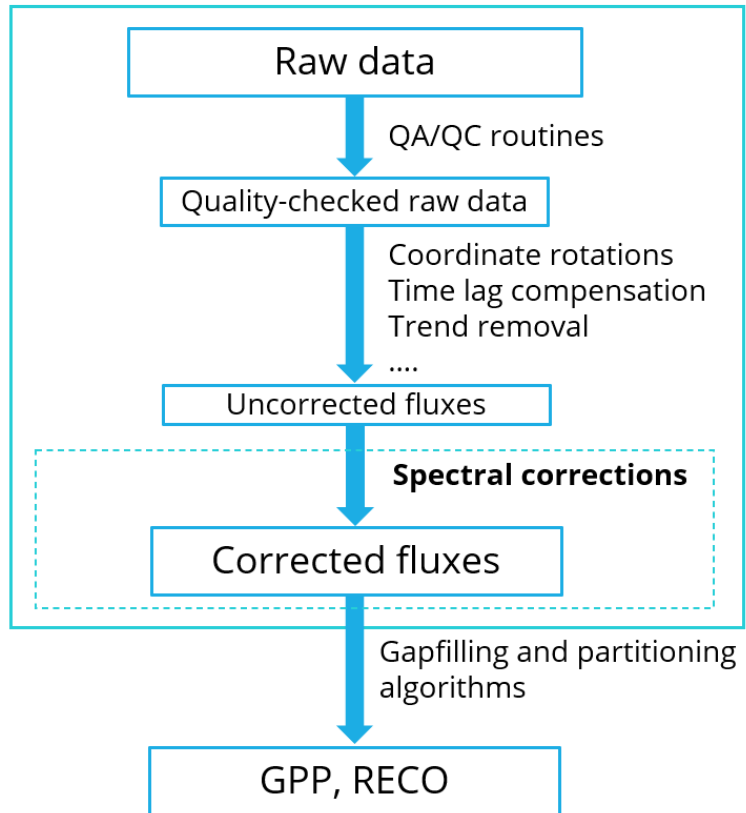 Raw data
QA/QC routines
Quality-checked raw data
Coordinate rotations
Time lag compensation
Trend removal
....
Uncorrected fluxes
Spectral corrections
Corrected fluxes
Gapfilling and partitioning
algorithms
GPP, RECO